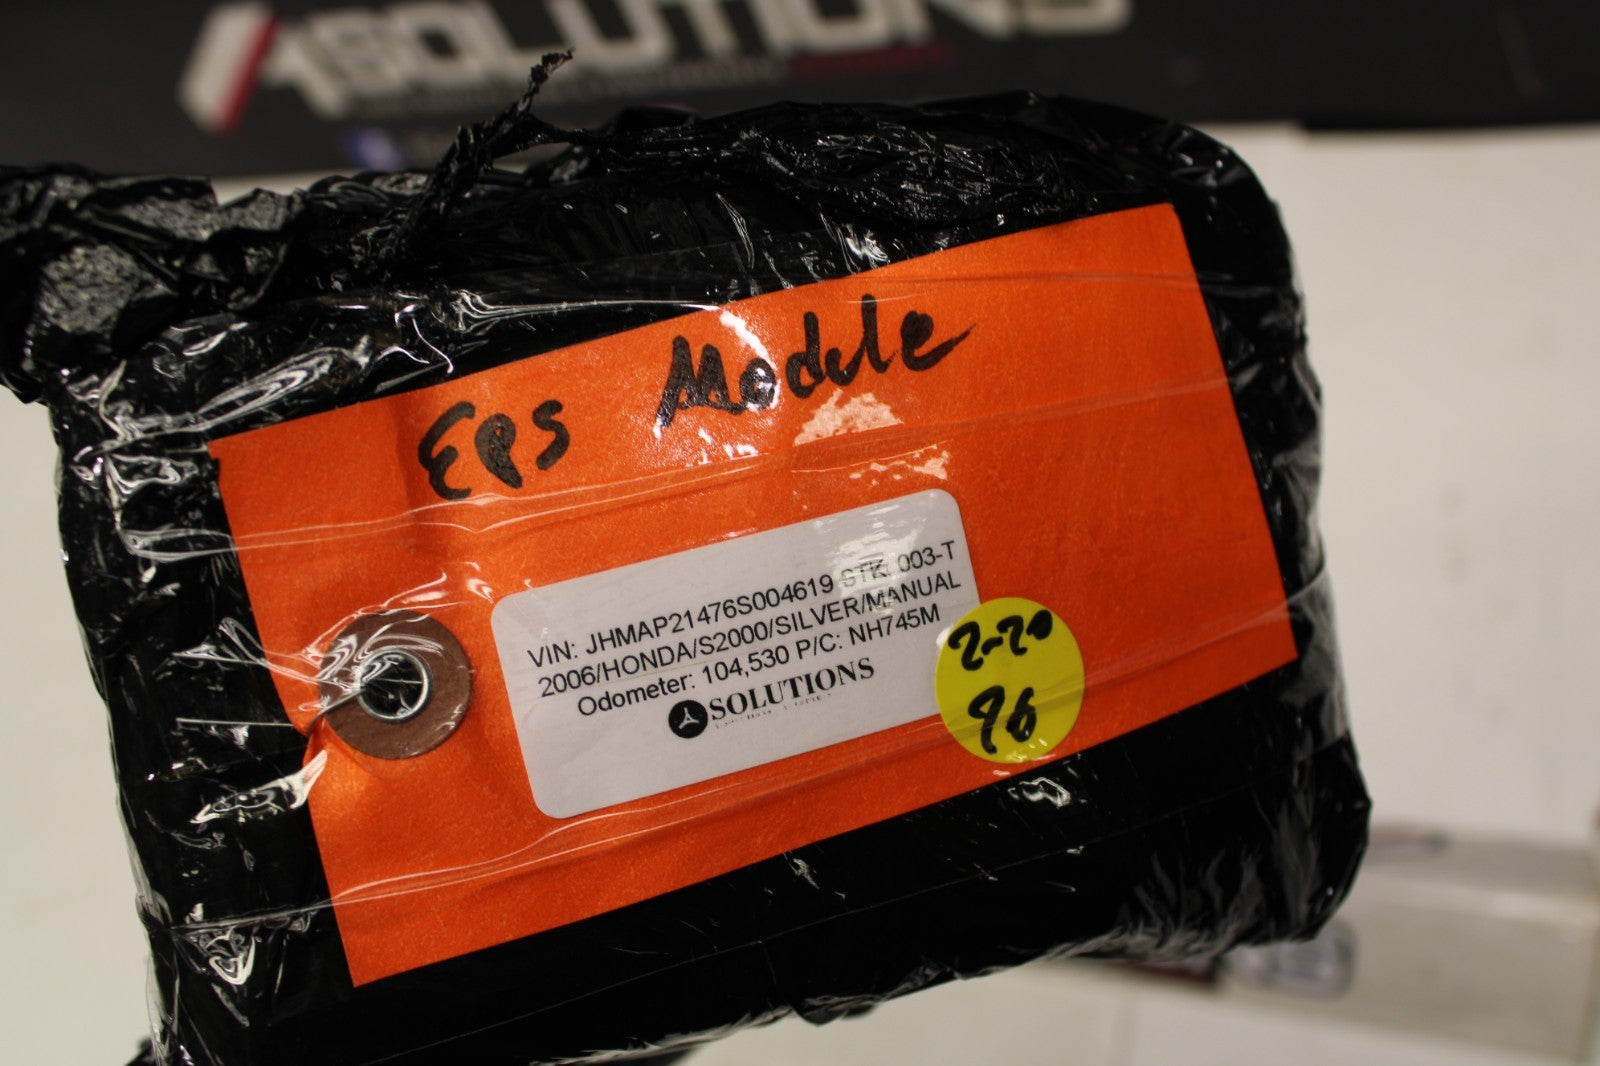 ASOLUTIONS
Eps Module
VIN: JHMAP21476S004619 STK: 003-T
2006/HONDA/S2000/SILVER/MANUAL
Odometer: 104,530 P/C: NH745M
SOLUTIONS
2-20
96